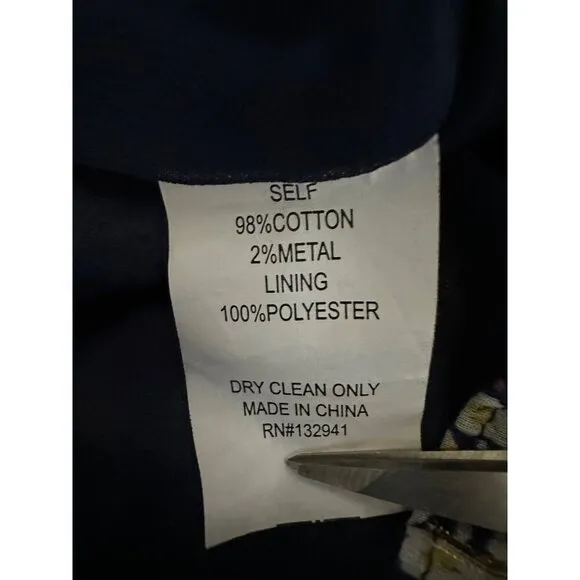 SELF
98%COTTON
2%METAL
LINING
100%POLYESTER
DRY CLEAN ONLY
MADE IN CHINA
RN#132941